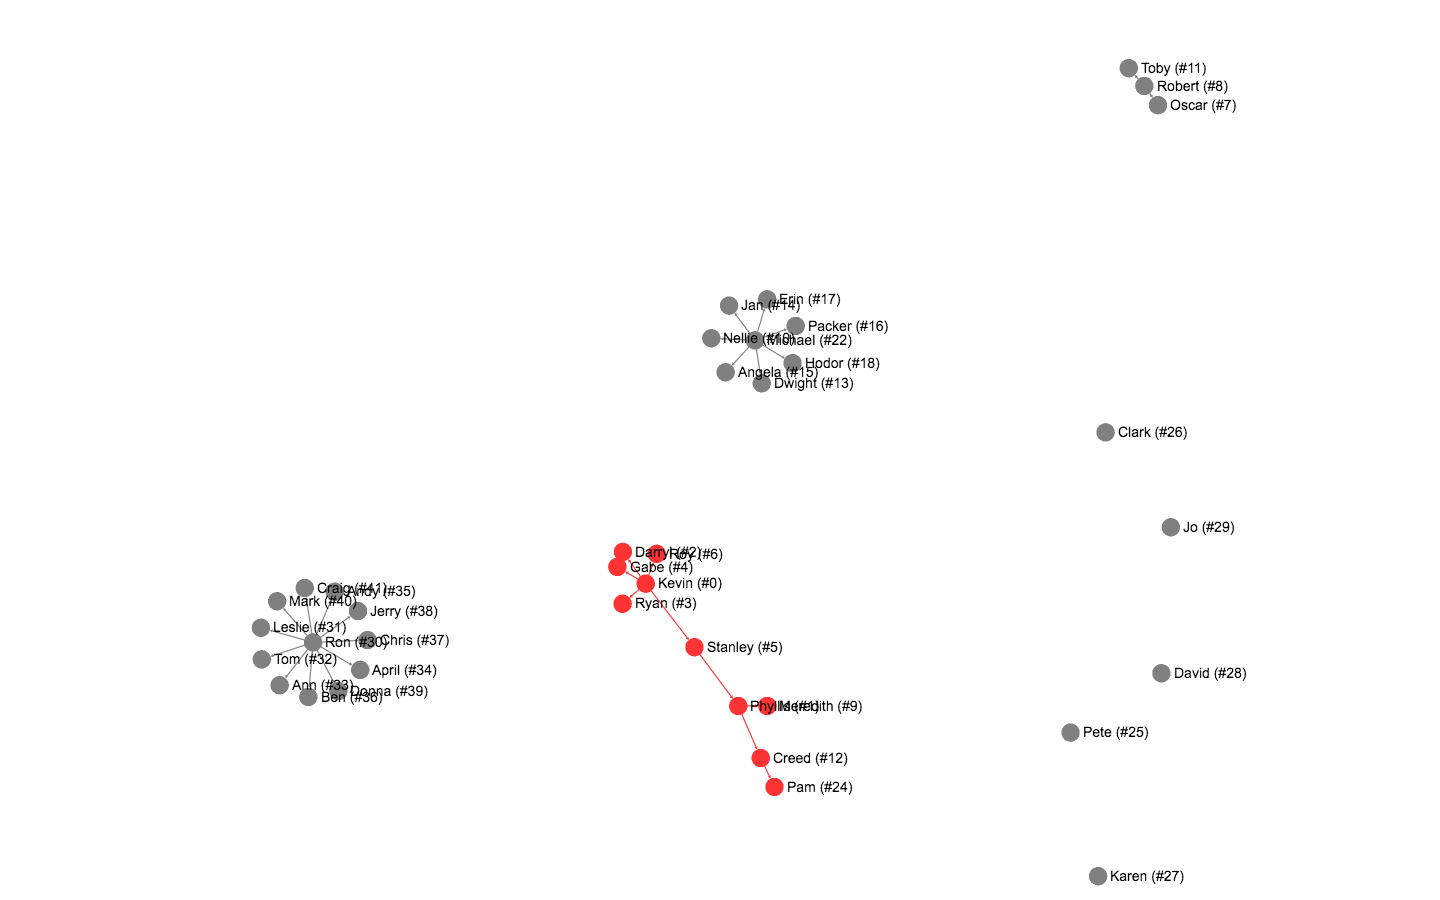 Toby (#11)
Robert (#8)
Oscar (#7)
Erin (#17)
Jan (#14)
Packer (#16)
Nellie (#10)
Michael (#22)
Hodor (#18)
Angela (#15)
Dwight (#13)
Clark (#26)
Jo (#29)
Darryl (#2)
Roy (#6)
Gabe (#4)
Kevin (#0)
Ryan (#3)
Craig (#41)
Andy (#35)
Mark (#40)
Jerry (#38)
Leslie (#31)
Chris (#37)
Ron (#30)
Stanley (#5)
Tom (#32)
April (#34)
David (#28)
Ann (#33)
Donna (#39)
Ben (#36)
Phyllis (#1)
Meredith (#9)
Pete (#25)
Creed (#12)
Pam (#24)
Karen (#27)